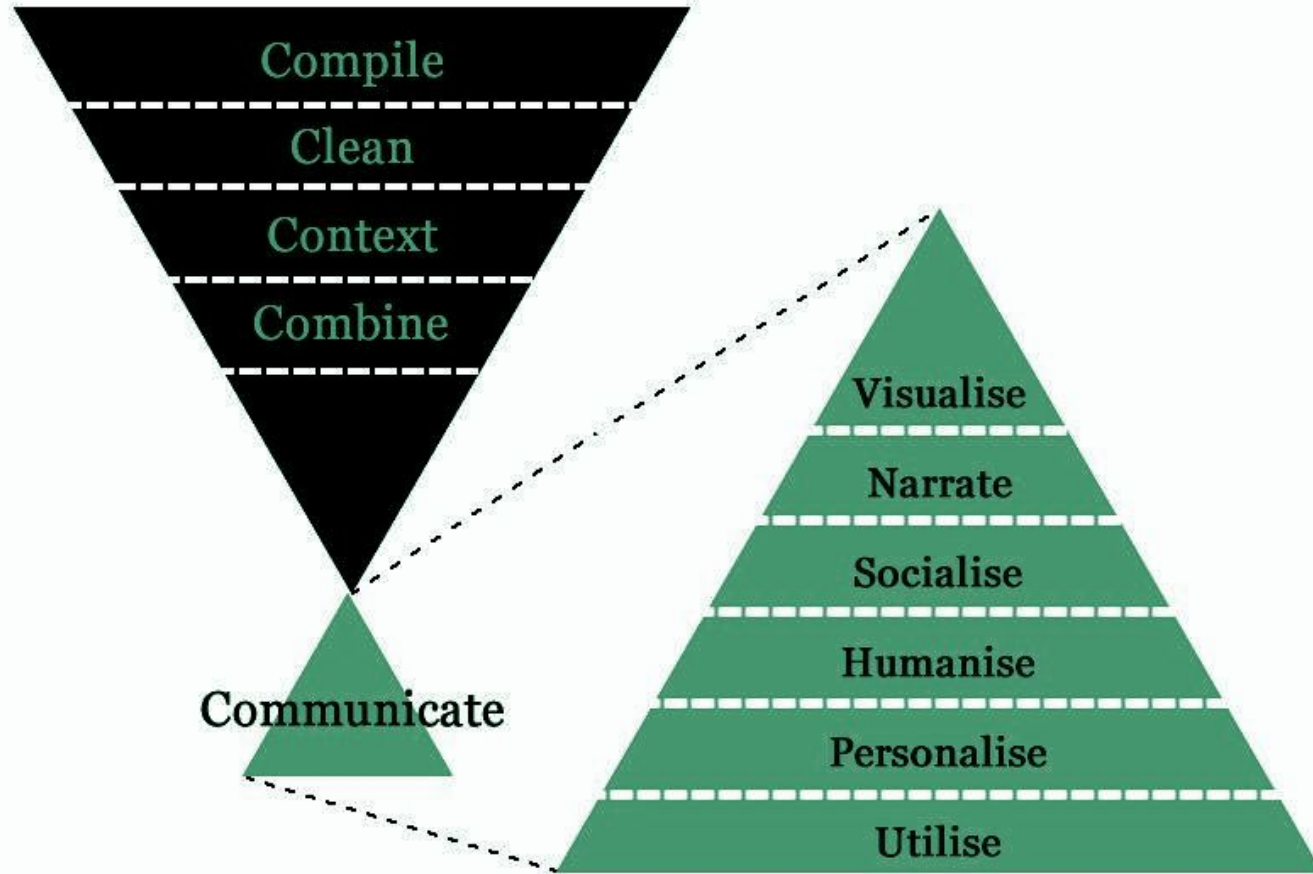 Compile
Clean
Context
Combine
Communicate
Visualise
Narrate
Socialise
Humanise
Personalise
Utilise